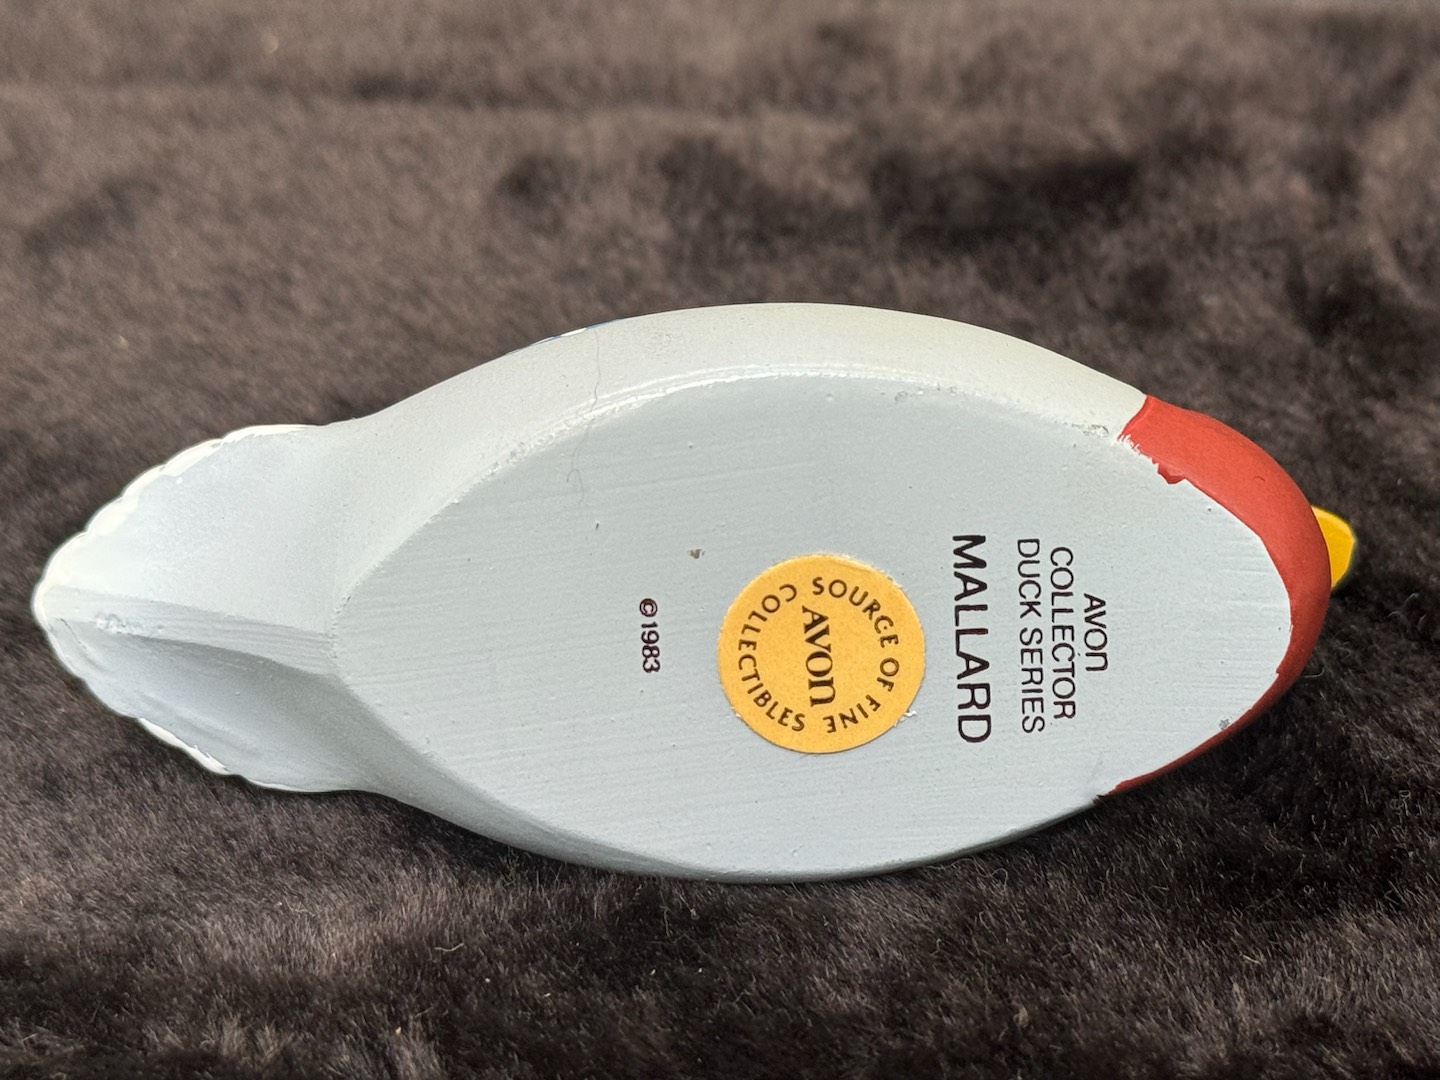 AVON
COLLECTOR
DUCK SERIES
MALLARD
SOURCE OF FINE COLLECTIBLES
AVON
©1983